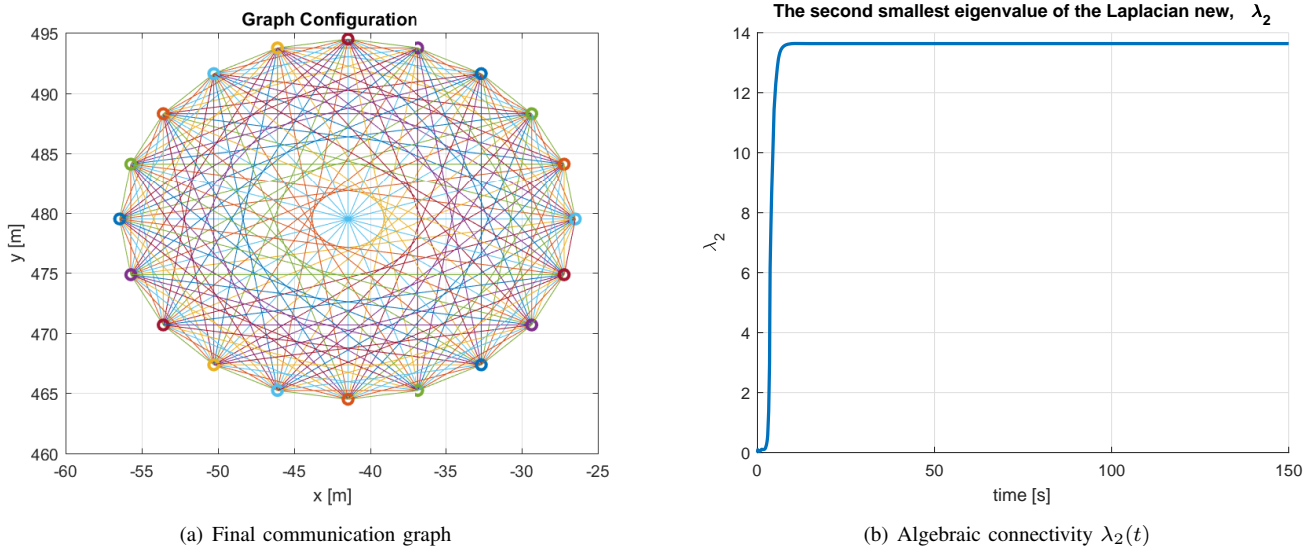 Graph Configuration
495
490
485
480
475
470
465
460
y [m]
-60 -55 -50 -45 -40 -35 -30 -25
x [m]
(a) Final communication graph
The second smallest eigenvalue of the Laplacian new, λ2
14
12
10
8
6
4
2
0
λ2
0 50 100 150
time [s]
(b) Algebraic connectivity λ2(t)